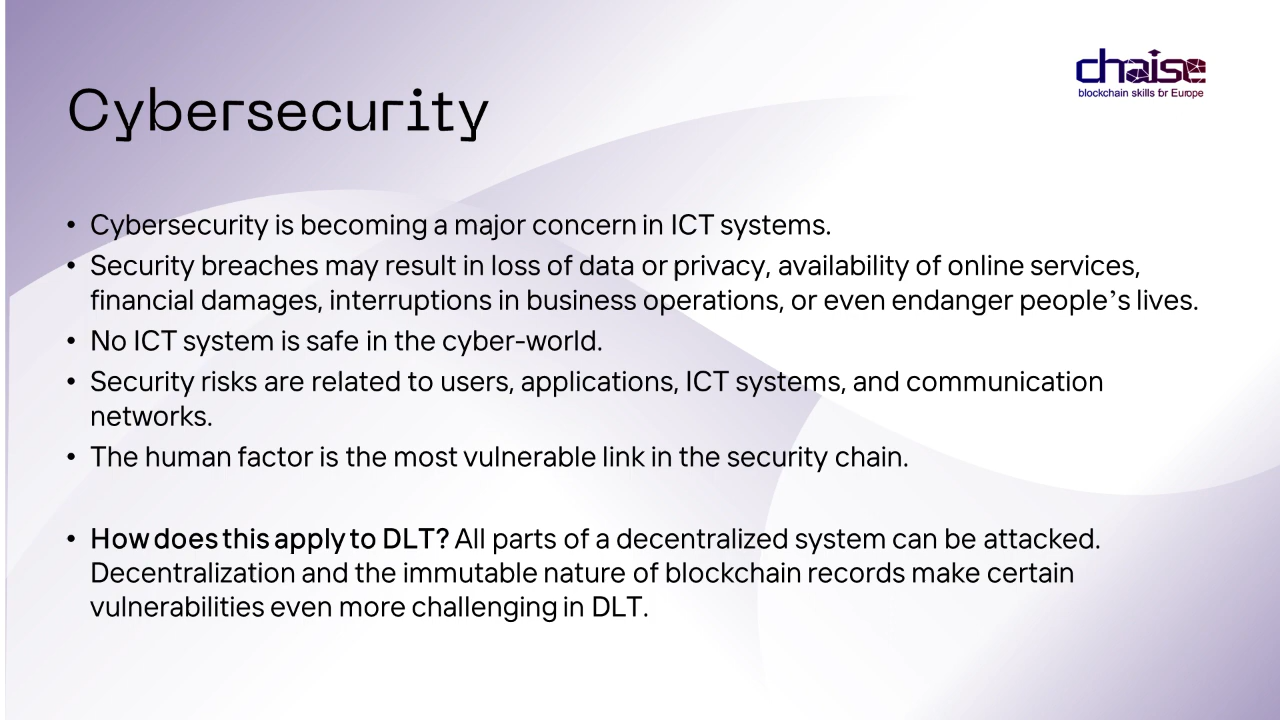 chaise
blockchain skills for Europe
Cybersecurity
• Cybersecurity is becoming a major concern in ICT systems.
• Security breaches may result in loss of data or privacy, availability of online services,
financial damages, interruptions in business operations, or even endanger people’s lives.
• No ICT system is safe in the cyber-world.
• Security risks are related to users, applications, ICT systems, and communication
networks.
• The human factor is the most vulnerable link in the security chain.
• How does this apply to DLT? All parts of a decentralized system can be attacked.
Decentralization and the immutable nature of blockchain records make certain
vulnerabilities even more challenging in DLT.